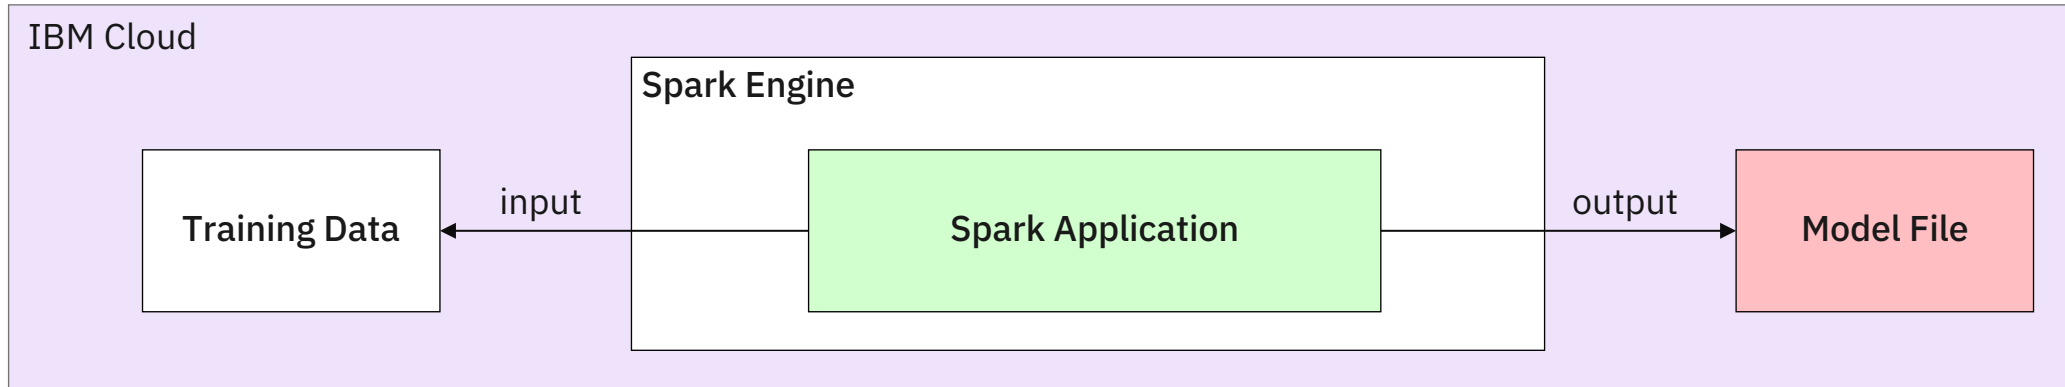 IBM Cloud
Spark Engine
Training Data
input
Spark Application
output
Model File